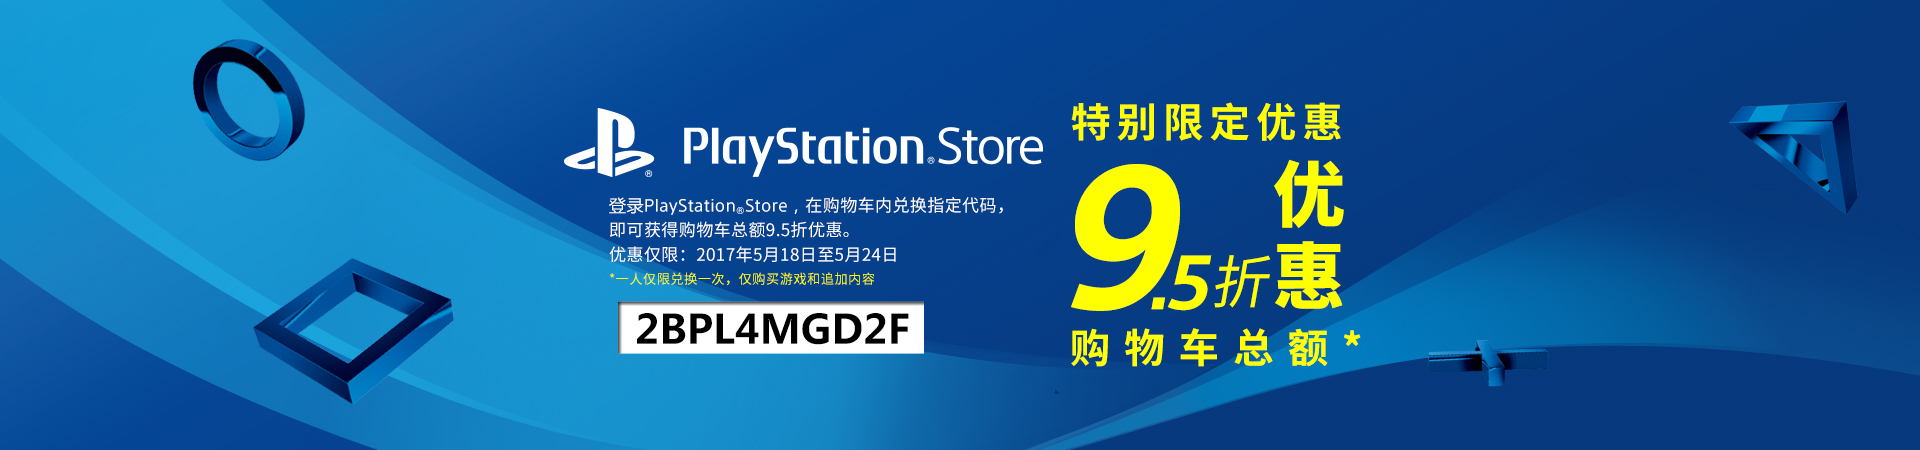 PlayStation®Store
登录PlayStation®Store，在购物车内兑换指定代码，
即可获得购物车总额9.5折优惠。
优惠仅限：2017年5月18日至5月24日
*一人仅限兑换一次，仅购买游戏和追加内容
2BPL4MGD2F
特别限定优惠
9.5折优惠
购物车总额*